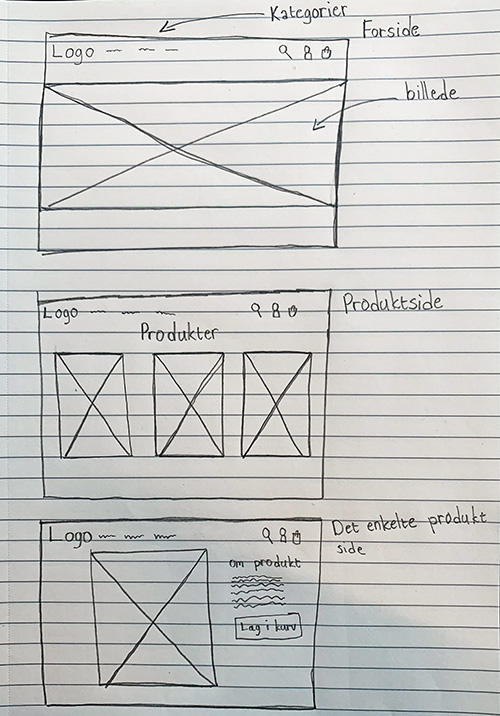 Kategorier
Forside
Logo
billede
Produktside
Logo
Produkter
Det enkelte produkt
side
Logo
om produkt
Læg i kurv